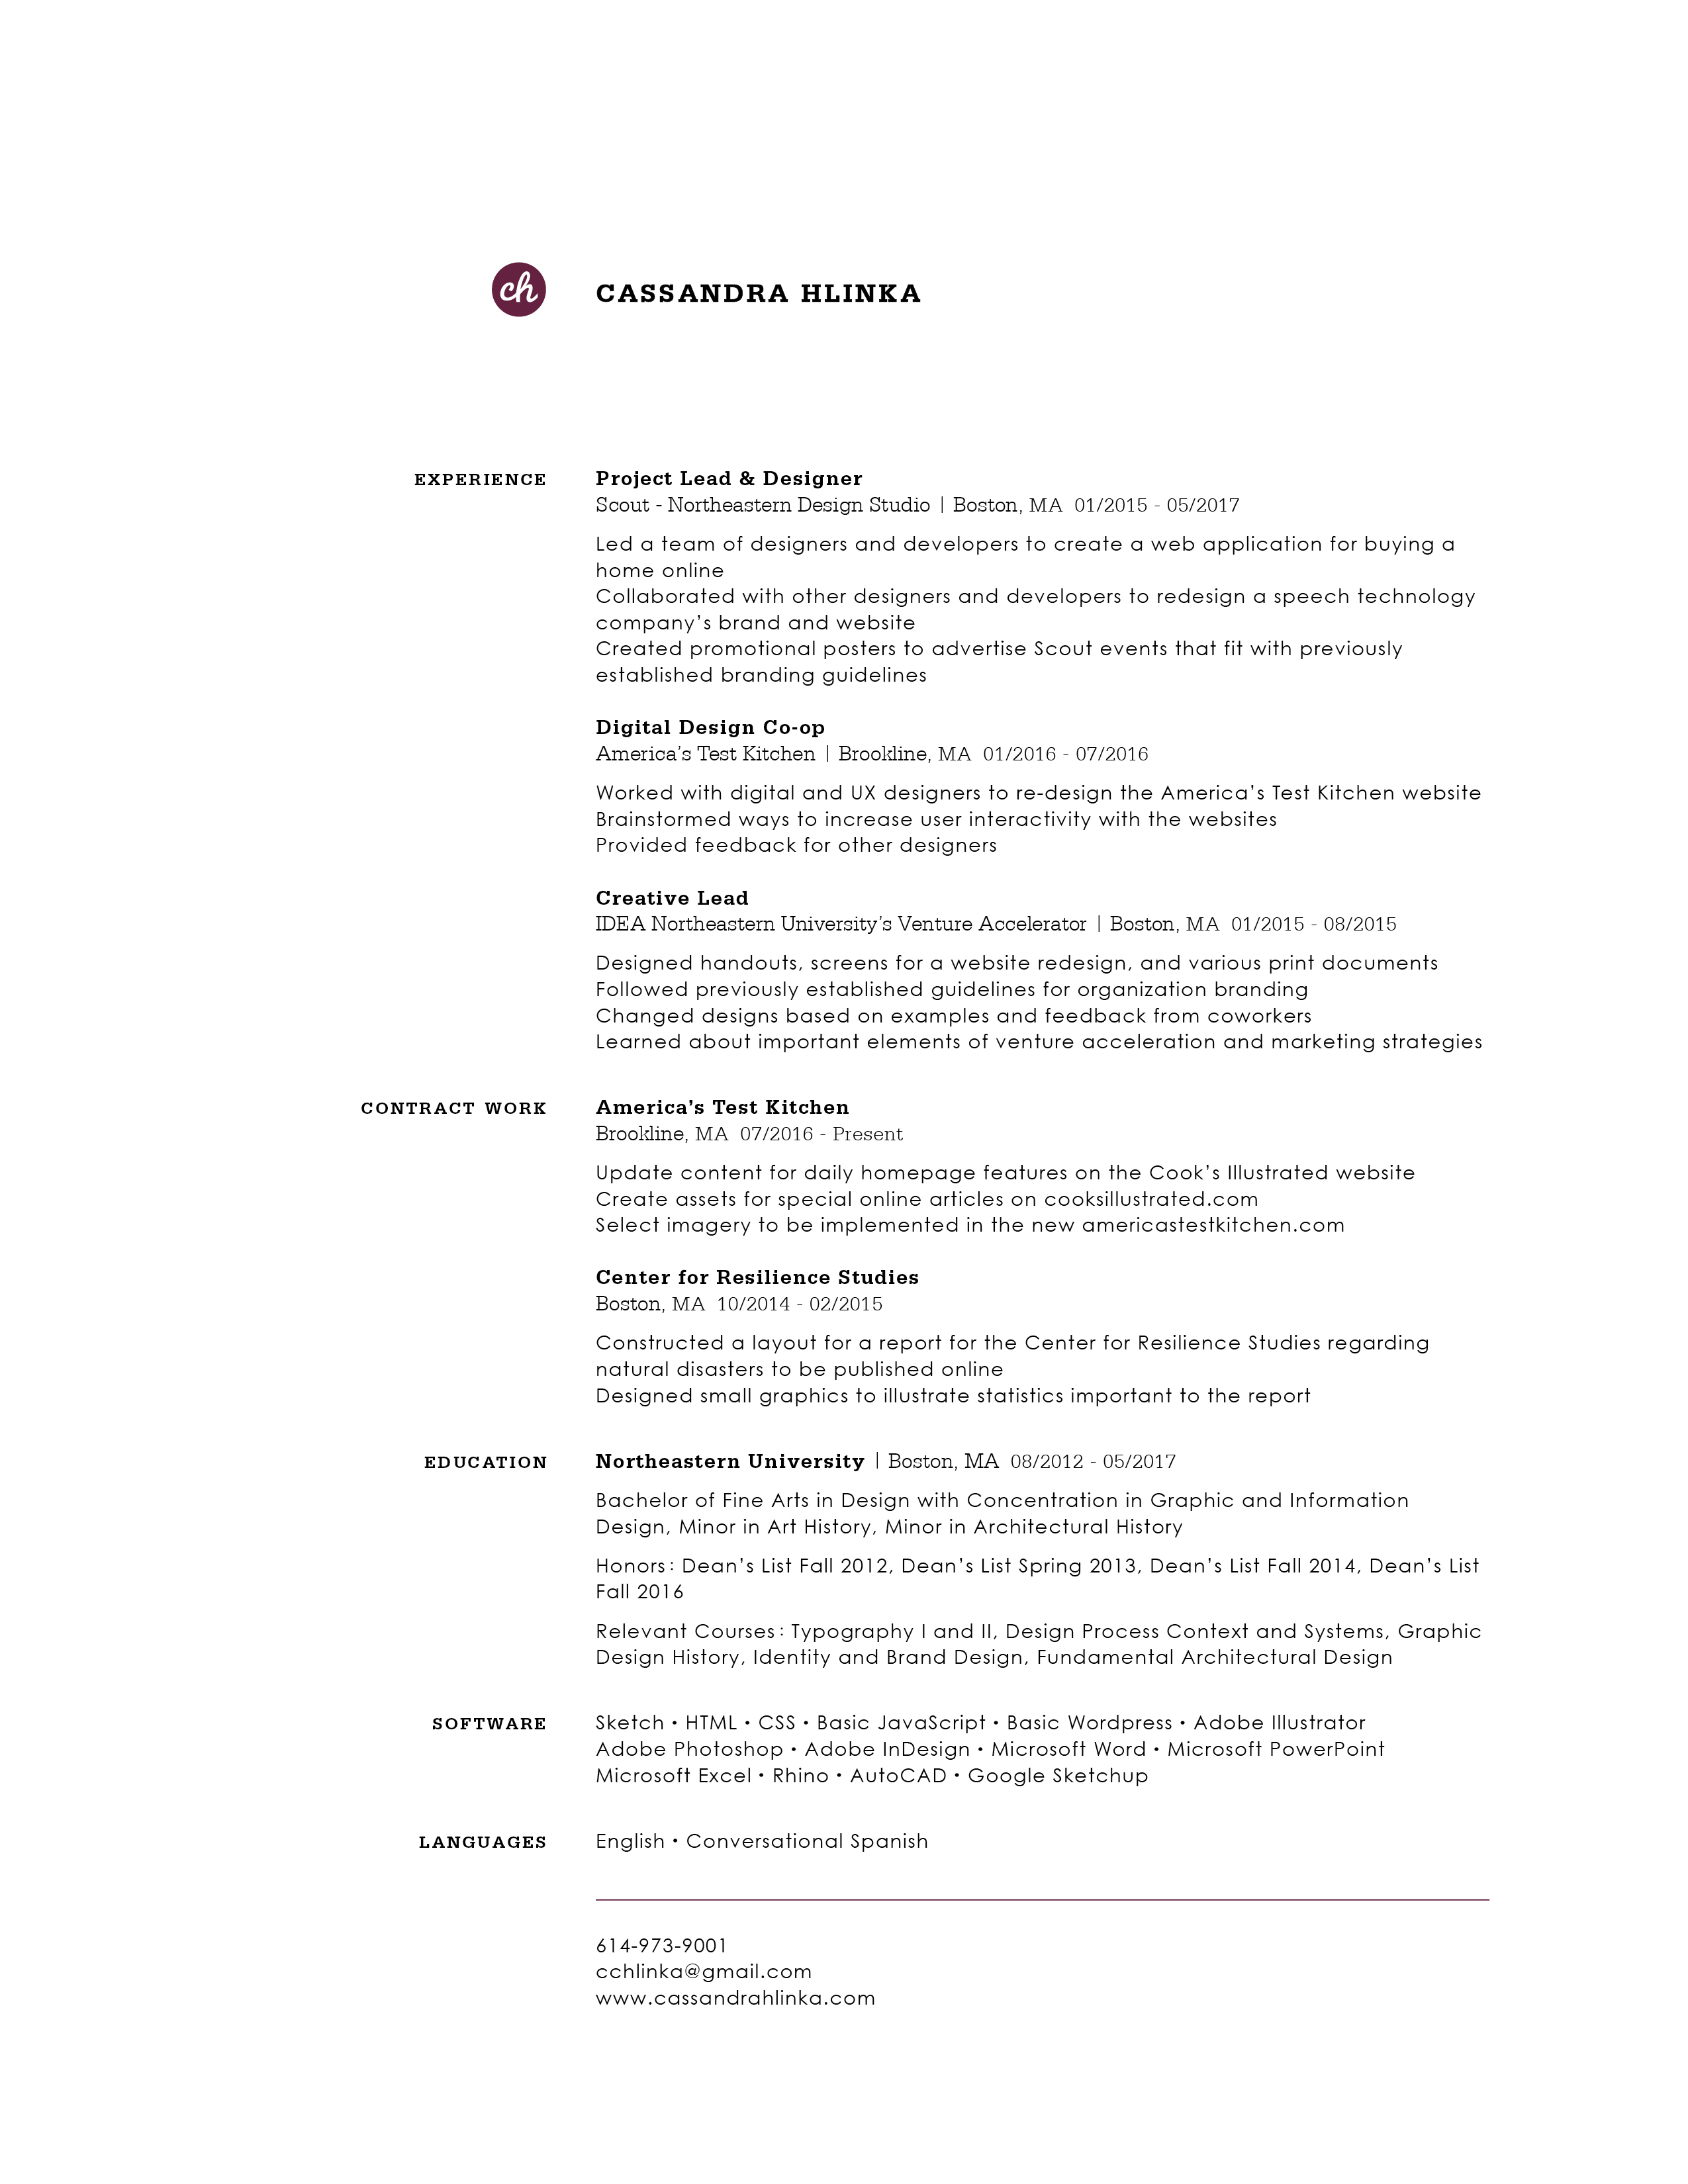 ch
CASSANDRA HLINKA
EXPERIENCE
Project Lead & Designer
Scout - Northeastern Design Studio | Boston, MA 01/2015 - 05/2017
Led a team of designers and developers to create a web application for buying a
home online
Collaborated with other designers and developers to redesign a speech technology
company’s brand and website
Created promotional posters to advertise Scout events that fit with previously
established branding guidelines
Digital Design Co-op
America’s Test Kitchen | Brookline, MA 01/2016 - 07/2016
Worked with digital and UX designers to re-design the America’s Test Kitchen website
Brainstormed ways to increase user interactivity with the websites
Provided feedback for other designers
Creative Lead
IDEA Northeastern University’s Venture Accelerator | Boston, MA 01/2015 - 08/2015
Designed handouts, screens for a website redesign, and various print documents
Followed previously established guidelines for organization branding
Changed designs based on examples and feedback from coworkers
Learned about important elements of venture acceleration and marketing strategies
CONTRACT WORK
America’s Test Kitchen
Brookline, MA 07/2016 - Present
Update content for daily homepage features on the Cook’s Illustrated website
Create assets for special online articles on cooksillustrated.com
Select imagery to be implemented in the new americastestkitchen.com
Center for Resilience Studies
Boston, MA 10/2014 - 02/2015
Constructed a layout for a report for the Center for Resilience Studies regarding
natural disasters to be published online
Designed small graphics to illustrate statistics important to the report
EDUCATION
Northeastern University | Boston, MA 08/2012 - 05/2017
Bachelor of Fine Arts in Design with Concentration in Graphic and Information
Design, Minor in Art History, Minor in Architectural History
Honors: Dean’s List Fall 2012, Dean’s List Spring 2013, Dean’s List Fall 2014, Dean’s List
Fall 2016
Relevant Courses: Typography I and II, Design Process Context and Systems, Graphic
Design History, Identity and Brand Design, Fundamental Architectural Design
SOFTWARE
Sketch • HTML • CSS • Basic JavaScript • Basic Wordpress • Adobe Illustrator
Adobe Photoshop • Adobe InDesign • Microsoft Word • Microsoft PowerPoint
Microsoft Excel • Rhino • AutoCAD • Google Sketchup
LANGUAGES
English • Conversational Spanish
614-973-9001
cchlinka@gmail.com
www.cassandrahlinka.com